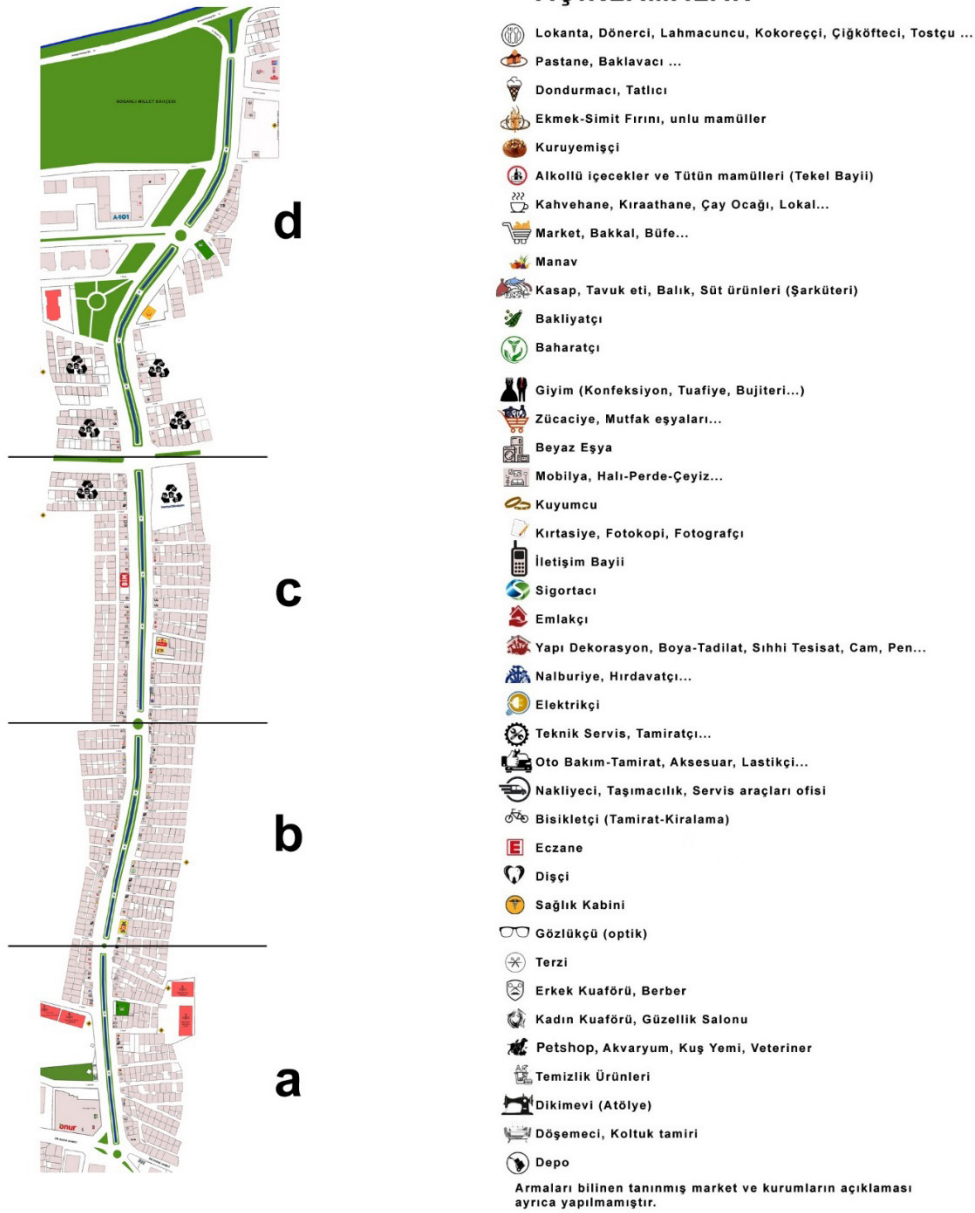 d
c
b
a
A101
BİM
onur
Lokanta, Dönerci, Lahmacuncu, Kokoreççi, Çiğköfteci, Tostçu ...
Pastane, Baklavacı ...
Dondurmacı, Tatlıcı
Ekmek-Simit Fırını, unlu mamüller
Kuruyemişçi
Alkollü içecekler ve Tütün mamülleri (Tekel Bayii)
Kahvehane, Kıraathane, Çay Ocağı, Lokal...
Market, Bakkal, Büfe...
Manav
Kasap, Tavuk eti, Balık, Süt ürünleri (Şarküteri)
Bakliyatçı
Baharatçı
Giyim (Konfeksiyon, Tuafiye, Bujiteri...)
Zücaciye, Mutfak eşyaları...
Beyaz Eşya
Mobilya, Halı-Perde-Çeyiz...
Kuyumcu
Kırtasiye, Fotokopi, Fotografçı
İletişim Bayii
Sigortacı
Emlakçı
Yapı Dekorasyon, Boya-Tadilat, Sıhhi Tesisat, Cam, Pen...
Nalburiye, Hırdavatçı...
Elektrikçi
Teknik Servis, Tamiratçı...
Oto Bakım-Tamirat, Aksesuar, Lastikçi...
Nakliyeci, Taşımacılık, Servis araçları ofisi
Bisikletçi (Tamirat-Kiralama)
E Eczane
Dişçi
Sağlık Kabini
Gözlükçü (optik)
Terzi
Erkek Kuaförü, Berber
Kadın Kuaförü, Güzellik Salonu
Petshop, Akvaryum, Kuş Yemi, Veteriner
Temizlik Ürünleri
Dikimevi (Atölye)
Döşemeci, Koltuk tamiri
Depo
Armaları bilinen tanınmış market ve kurumların açıklaması
ayrıca yapılmamıştır.